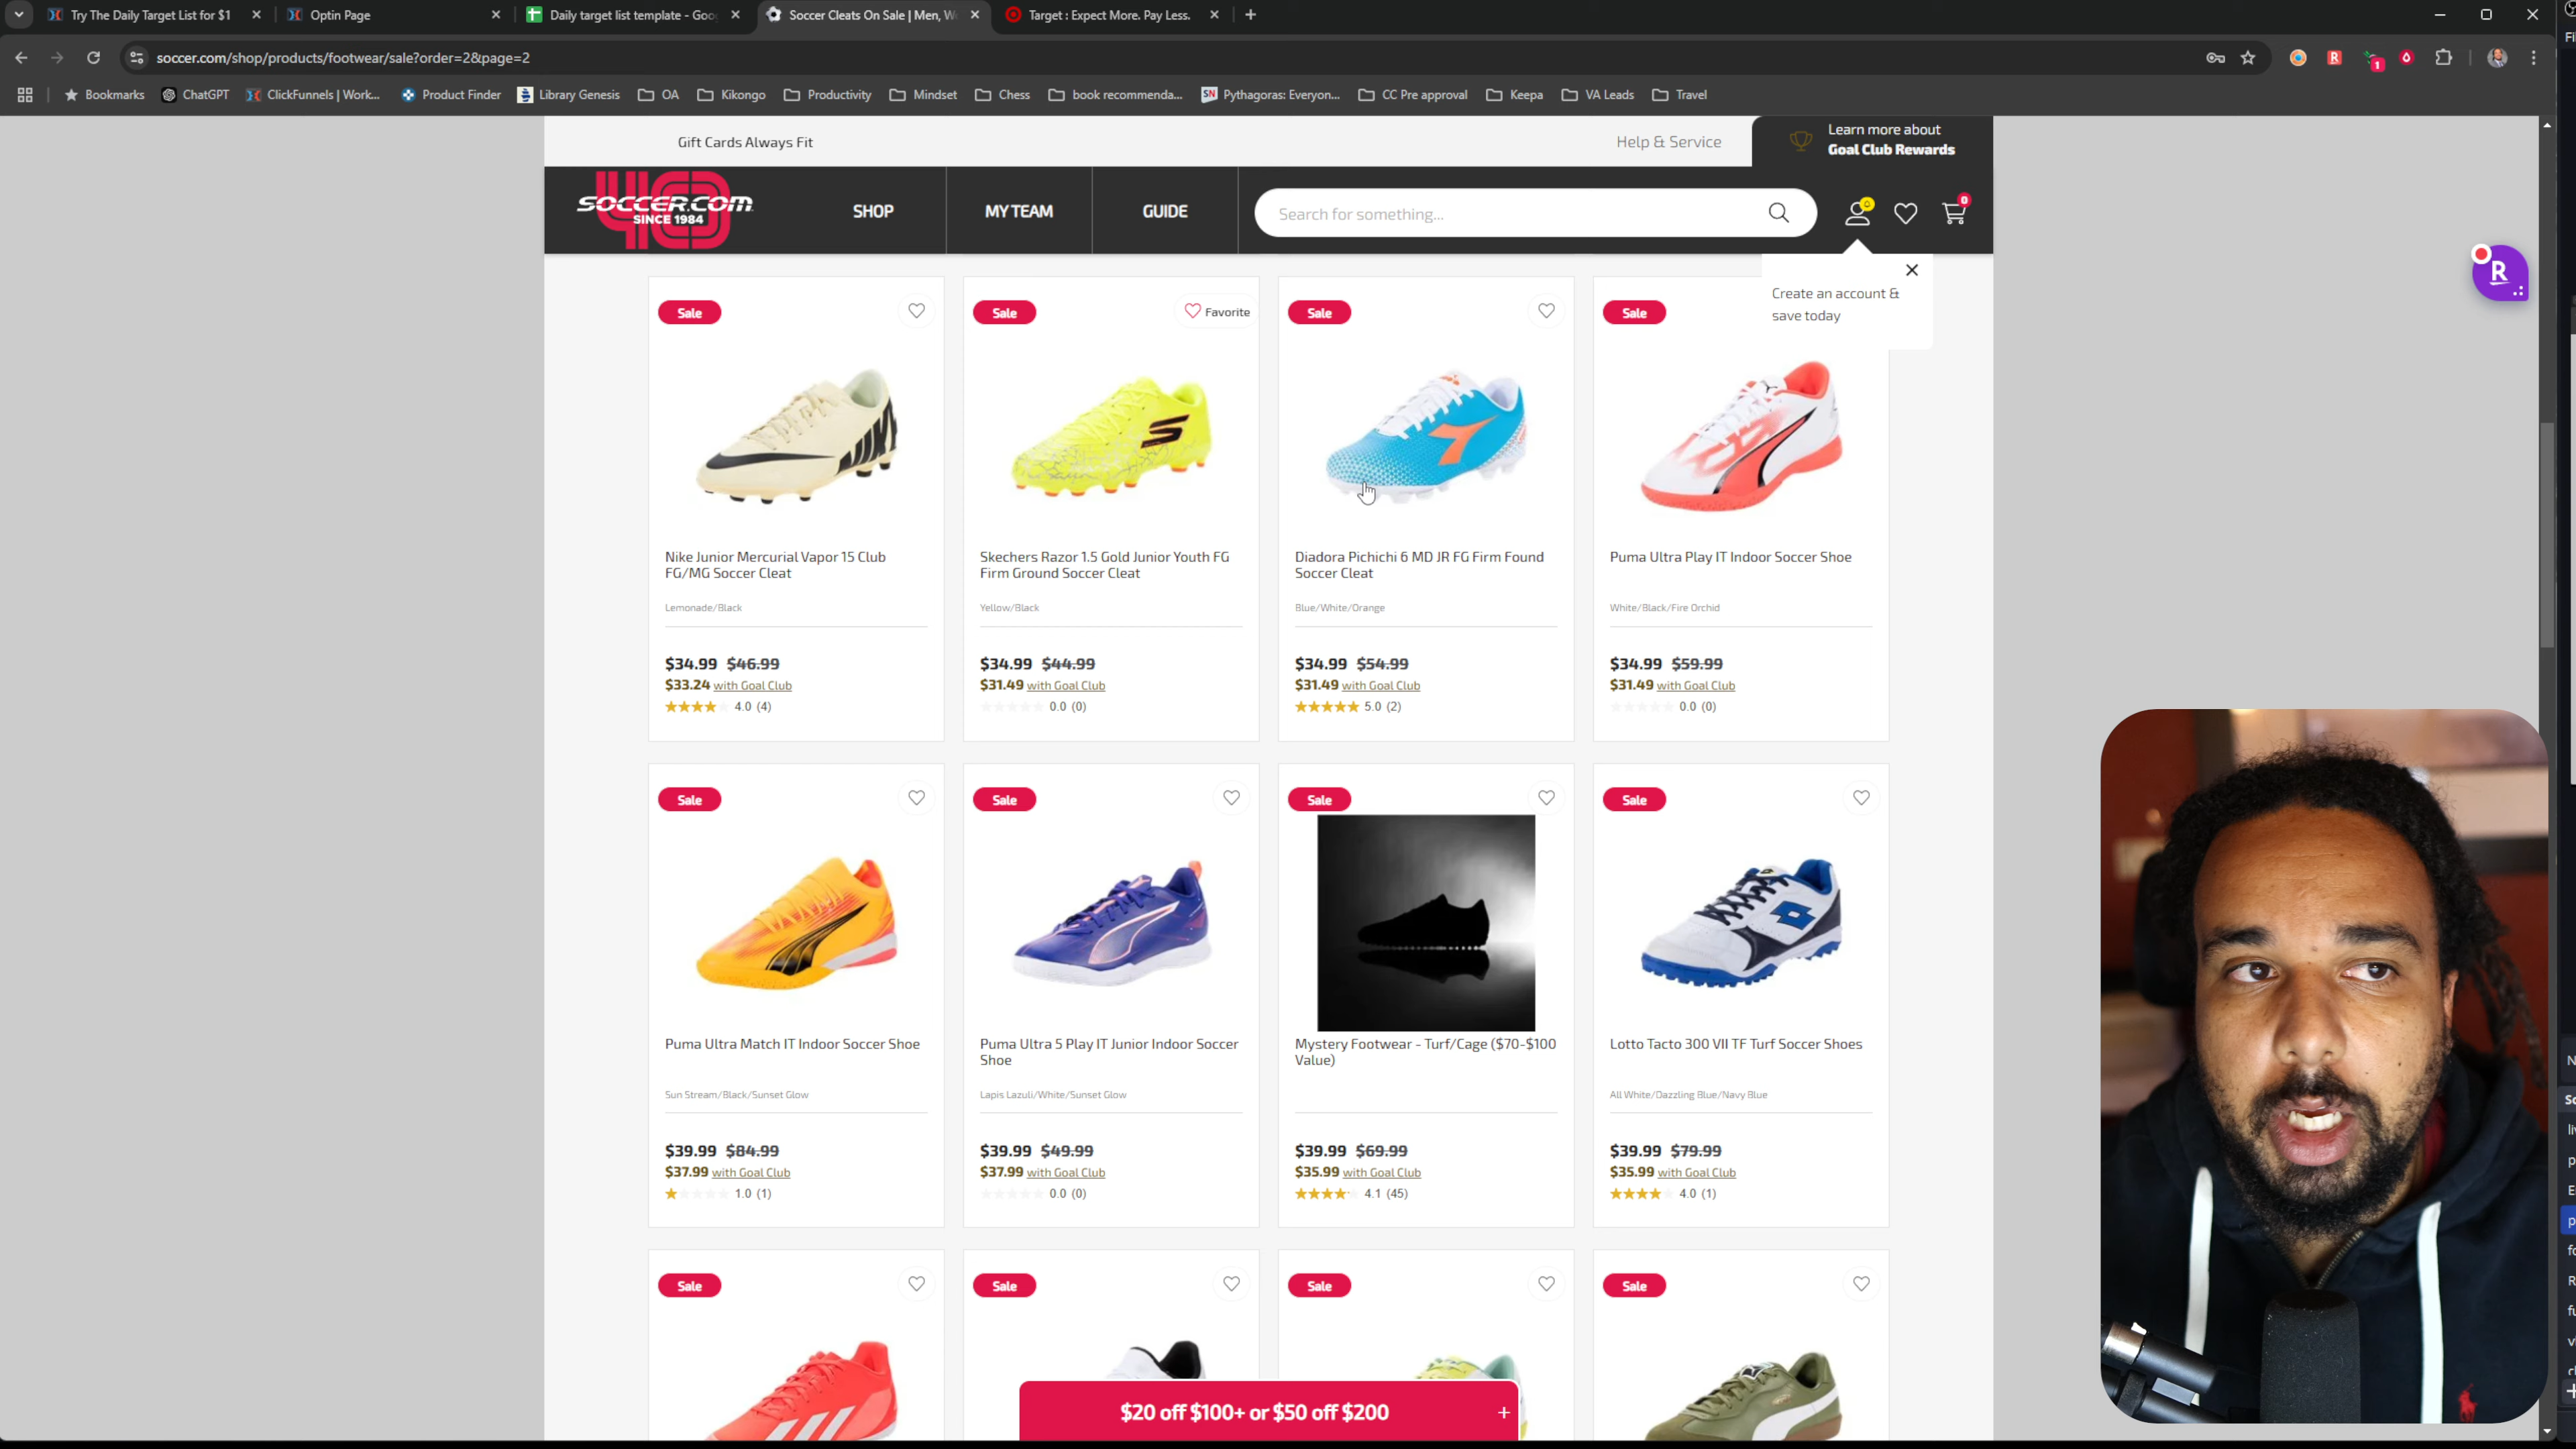 Try The Daily Target List for $1
Optin Page
Daily target list template - Goo
Soccer Cleats On Sale | Men, W
Target : Expect More. Pay Less.
soccer.com/shop/products/footwear/sale?order=2&page=2
Bookmarks
ChatGPT
ClickFunnels | Work...
Product Finder
Library Genesis
OA
Kikongo
Productivity
Mindset
Chess
book recommenda...
Pythagoras: Everyon...
CC Pre approval
Keepa
VA Leads
Travel
Gift Cards Always Fit
Help & Service
Learn more about
Goal Club Rewards
40
SOCCER.COM
SINCE 1984
SHOP
MY TEAM
GUIDE
Search for something...
0
Create an account &
save today
Sale
Sale
Favorite
Sale
Sale
Nike Junior Mercurial Vapor 15 Club
FG/MG Soccer Cleat
Lemonade/Black
$34.99 $46.99
$33.24 with Goal Club
4.0 (4)
Skechers Razor 1.5 Gold Junior Youth FG
Firm Ground Soccer Cleat
Yellow/Black
$34.99 $44.99
$31.49 with Goal Club
0.0 (0)
Diadora Pichichi 6 MD JR FG Firm Found
Soccer Cleat
Blue/White/Orange
$34.99 $54.99
$31.49 with Goal Club
5.0 (2)
Puma Ultra Play IT Indoor Soccer Shoe
White/Black/Fire Orchid
$34.99 $59.99
$31.49 with Goal Club
0.0 (0)
Sale
Sale
Sale
Sale
Puma Ultra Match IT Indoor Soccer Shoe
Sun Stream/Black/Sunset Glow
$39.99 $84.99
$37.99 with Goal Club
1.0 (1)
Puma Ultra 5 Play IT Junior Indoor Soccer
Shoe
Lapis Lazuli/White/Sunset Glow
$39.99 $49.99
$37.99 with Goal Club
0.0 (0)
Mystery Footwear - Turf/Cage ($70-$100
Value)
$39.99 $69.99
$35.99 with Goal Club
4.1 (45)
Lotto Tacto 300 VII TF Turf Soccer Shoes
All White/Dazzling Blue/Navy Blue
$39.99 $79.99
$35.99 with Goal Club
4.0 (1)
Sale
Sale
Sale
Sale
$20 off $100+ or $50 off $200
+
R